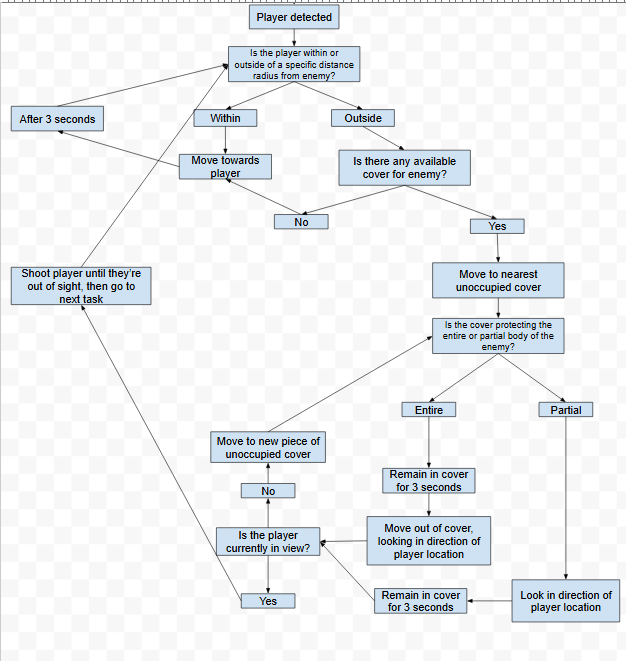 Player detected
Is the player within or
outside of a specific distance
radius from enemy?
After 3 seconds
Within
Outside
Move towards
player
Is there any available
cover for enemy?
No
Yes
Shoot player until they're
out of sight, then go to
next task
Move to nearest
unoccupied cover
Is the cover protecting the
entire or partial body of the
enemy?
Entire
Partial
Move to new piece of
unoccupied cover
Remain in cover
for 3 seconds
No
Is the player
currently in view?
Move out of cover,
looking in direction of
player location
Yes
Remain in cover
for 3 seconds
Look in direction of
player location